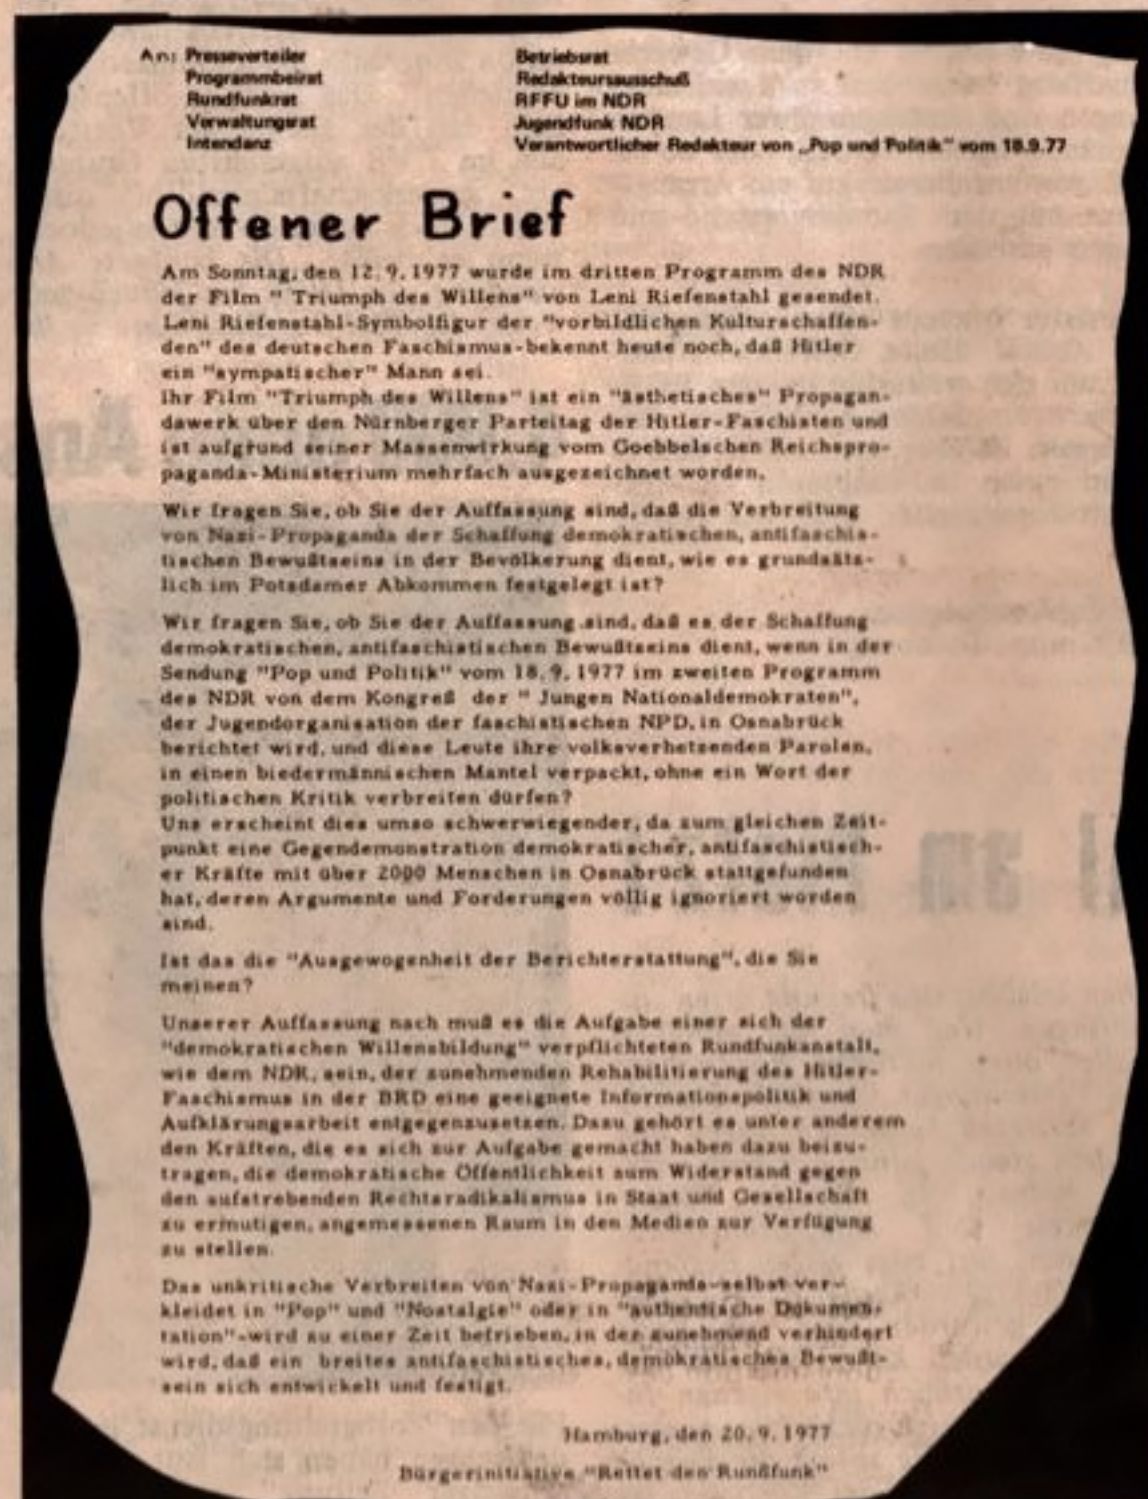 An: Presseverteiler
Programmbeirat
Rundfunkrat
Verwaltungsrat
Intendanz
Betriebsrat
Redakteursausschuß
RFFU im NDR
Jugendfunk NDR
Verantwortlicher Redakteur von „Pop und Politik" vom 18.9.77
Offener Brief
Am Sonntag, den 12.9.1977 wurde im dritten Programm des NDR
der Film " Triumph des Willens" von Leni Riefenstahl gesendet.
Leni Riefenstahl-Symbolfigur der "vorbildlichen Kulturschaffen-
den" des deutschen Faschismus-bekennt heute noch, daß Hitler
ein "sympatischer" Mann sei.
Ihr Film "Triumph des Willens" ist ein "ästhetisches" Propagan-
dawerk über den Nürnberger Parteitag der Hitler-Faschisten und
ist aufgrund seiner Massenwirkung vom Goebbelschen Reichspro-
paganda-Ministerium mehrfach ausgezeichnet worden.
Wir fragen Sie, ob Sie der Auffassung sind, daß die Verbreitung
von Nazi-Propaganda der Schaffung demokratischen, antifaschis-
tischen Bewußtseins in der Bevölkerung dient, wie es grundsätz-
lich im Potsdamer Abkommen festgelegt ist?
Wir fragen Sie, ob Sie der Auffassung sind, daß es der Schaffung
demokratischen, antifaschistischen Bewußtseins dient, wenn in der
Sendung "Pop und Politik" vom 18.9.1977 im zweiten Programm
des NDR von dem Kongreß der " Jungen Nationaldemokraten",
der Jugendorganisation der faschistischen NPD, in Osnabrück
berichtet wird, und diese Leute ihre volksverhetzenden Parolen,
in einen biedermännischen Mantel verpackt, ohne ein Wort der
politischen Kritik verbreiten dürfen?
Uns erscheint dies umso schwerwiegender, da zum gleichen Zeit-
punkt eine Gegendemonstration demokratischer, antifaschistisch-
er Kräfte mit über 2000 Menschen in Osnabrück stattgefunden
hat, deren Argumente und Forderungen völlig ignoriert worden
sind.
Ist das die "Ausgewogenheit der Berichterstattung", die Sie
meinen?
Unserer Auffassung nach muß es die Aufgabe einer sich der
"demokratischen Willensbildung" verpflichteten Rundfunkanstalt,
wie dem NDR, sein, der zunehmenden Rehabilitierung des Hitler-
Faschismus in der BRD eine geeignete Informationspolitik und
Aufklärungsarbeit entgegenzusetzen. Dazu gehört es unter anderem
den Kräften, die es sich zur Aufgabe gemacht haben dazu beizu-
tragen, die demokratische Öffentlichkeit zum Widerstand gegen
den aufstrebenden Rechtsradikalismus in Staat und Gesellschaft
zu ermutigen, angemessenen Raum in den Medien zur Verfügung
zu stellen.
Das unkritische Verbreiten von Nazi-Propaganda-selbst ver-
kleidet in "Pop" und "Nostalgie" oder in "authentische Dokumen-
tation"-wird zu einer Zeit betrieben, in der zunehmend verhindert
wird, daß ein breites antifaschistisches, demokratisches Bewußt-
sein sich entwickelt und festigt.
Hamburg, den 20.9.1977
Bürgerinitiative "Rettet den Rundfunk"